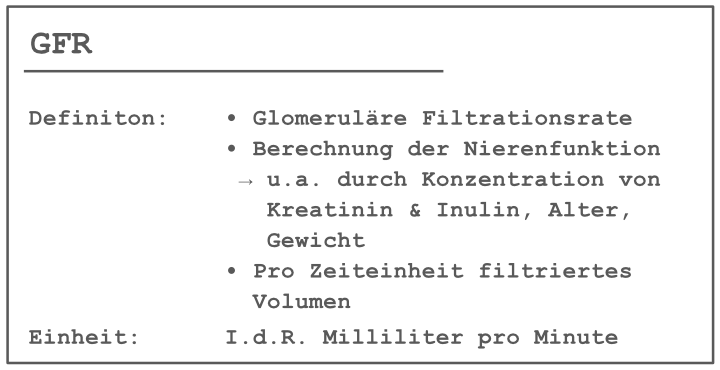 GFR
Definiton: • Glomeruläre Filtrationsrate
• Berechnung der Nierenfunktion
→ u.a. durch Konzentration von
Kreatinin & Inulin, Alter,
Gewicht
• Pro Zeiteinheit filtriertes
Volumen
Einheit: I.d.R. Milliliter pro Minute